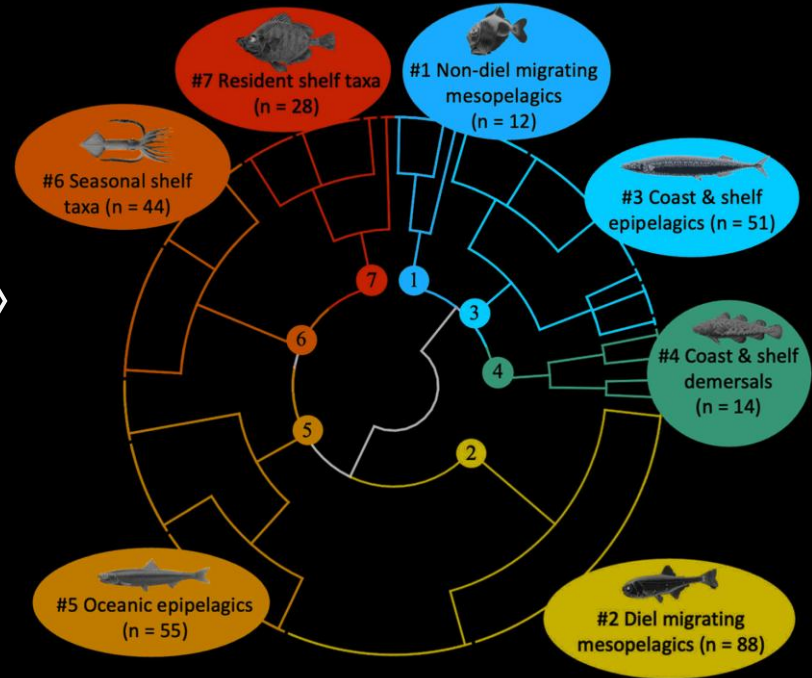 #7 Resident shelf taxa
(n = 28)
#1 Non-diel migrating
mesopelagics
(n = 12)
#6 Seasonal shelf
taxa (n = 44)
#3 Coast & shelf
epipelagics (n = 51)
7
1
3
6
4
#4 Coast & shelf
demersals
(n = 14)
5
2
#5 Oceanic epipelagics
(n = 55)
#2 Diel migrating
mesopelagics (n = 88)